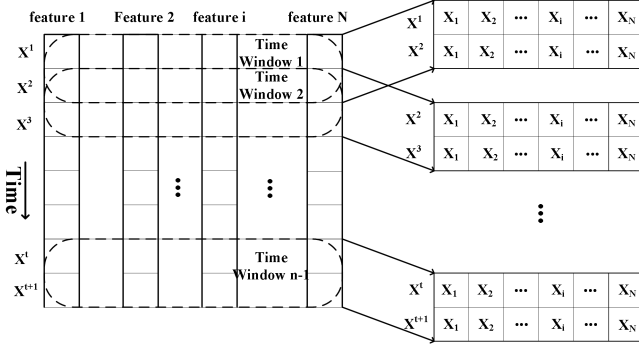 feature 1 Feature 2 feature i feature N
X¹
X²
X³
Time
Xᵗ
Xᵗ⁺¹
Time
Window 1
Time
Window 2
•••
•••
Time
Window n-1
X¹ X₁ X₂ ••• Xᵢ ••• X_N
X² X₁ X₂ ••• Xᵢ ••• X_N
X² X₁ X₂ ••• Xᵢ ••• X_N
X³ X₁ X₂ ••• Xᵢ ••• X_N
•••
Xᵗ X₁ X₂ ••• Xᵢ ••• X_N
Xᵗ⁺¹ X₁ X₂ ••• Xᵢ ••• X_N